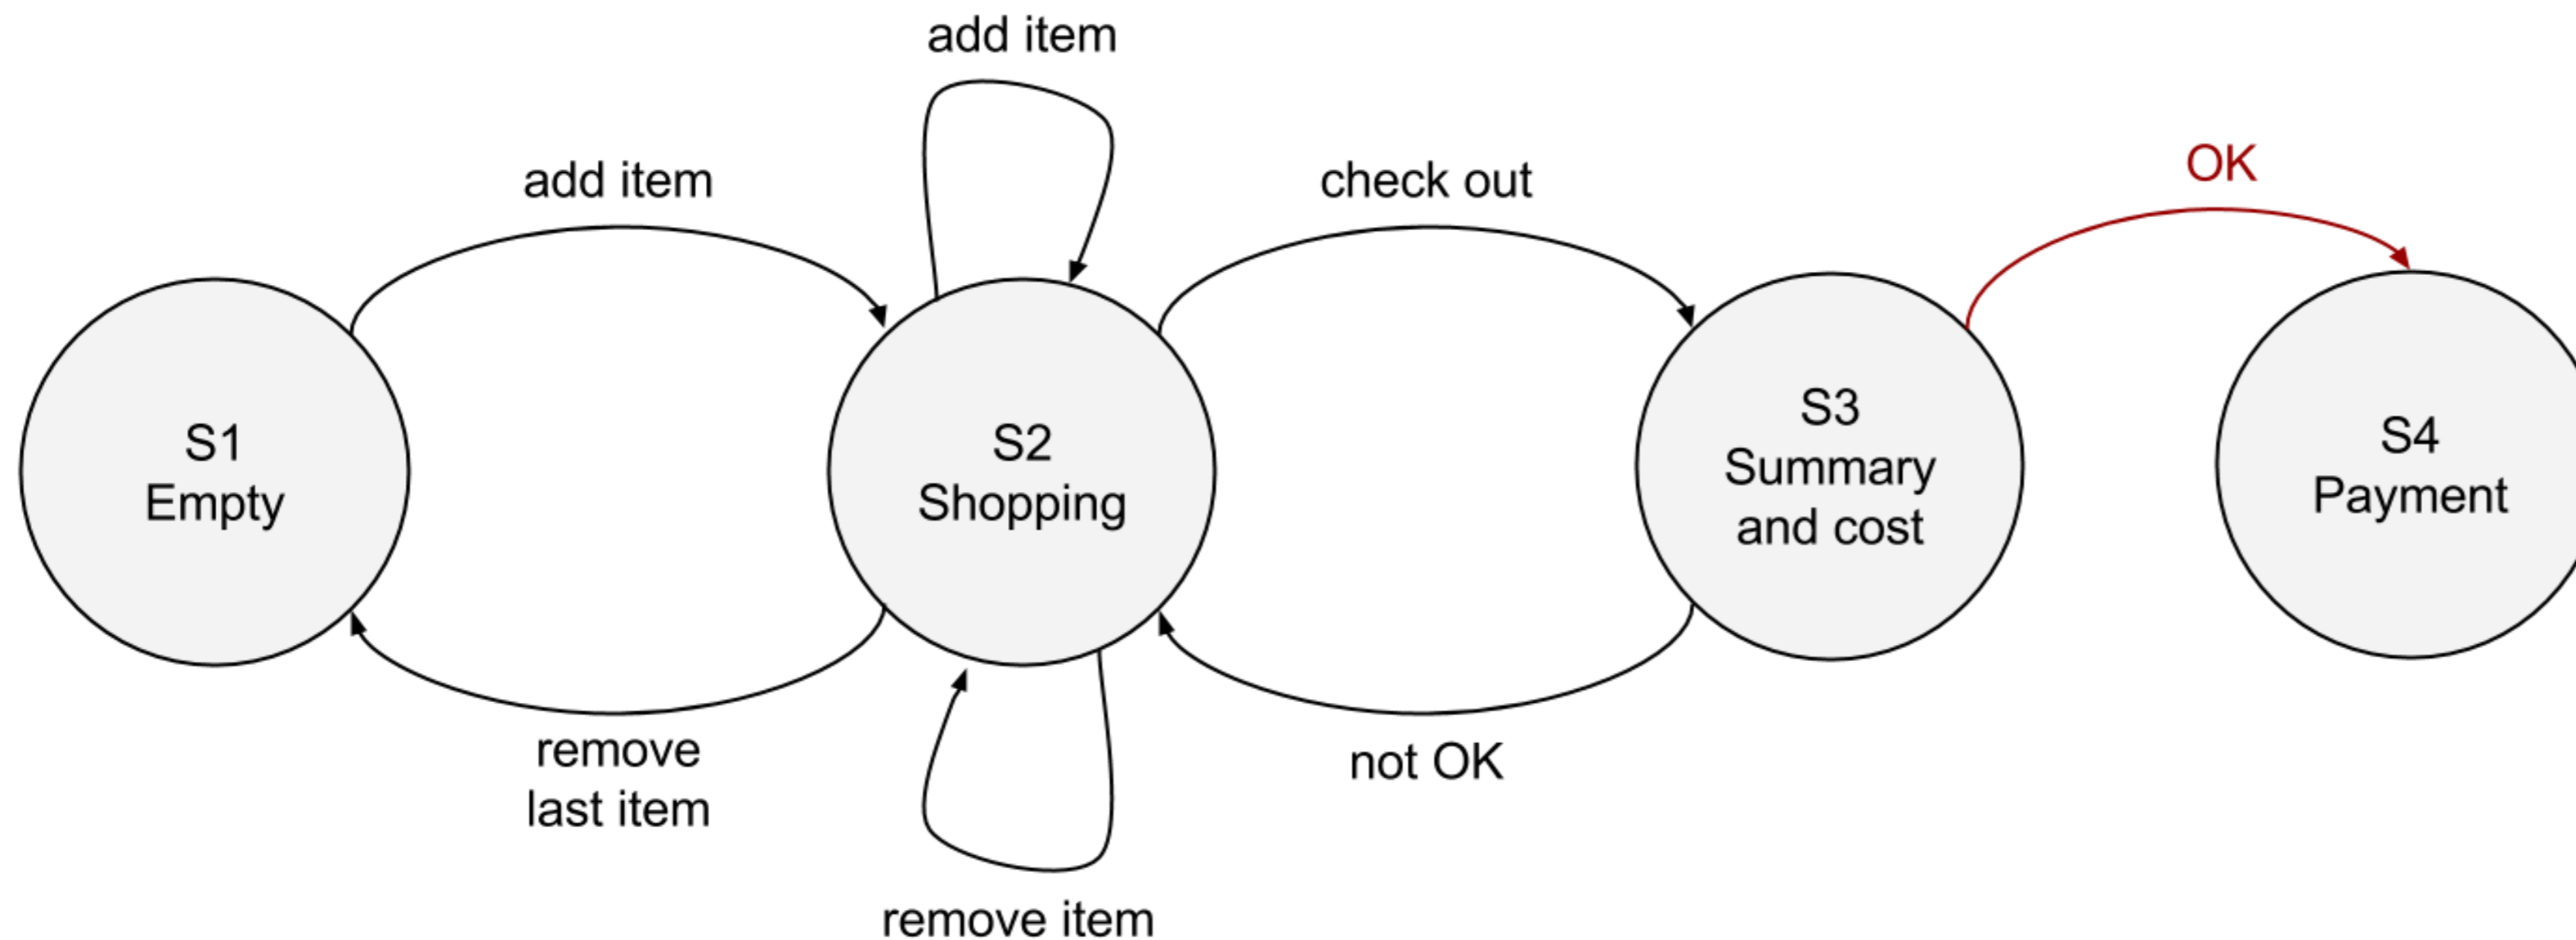 add item
add item
check out
OK
S1
Empty
S2
Shopping
S3
Summary
and cost
S4
Payment
remove
last item
not OK
remove item